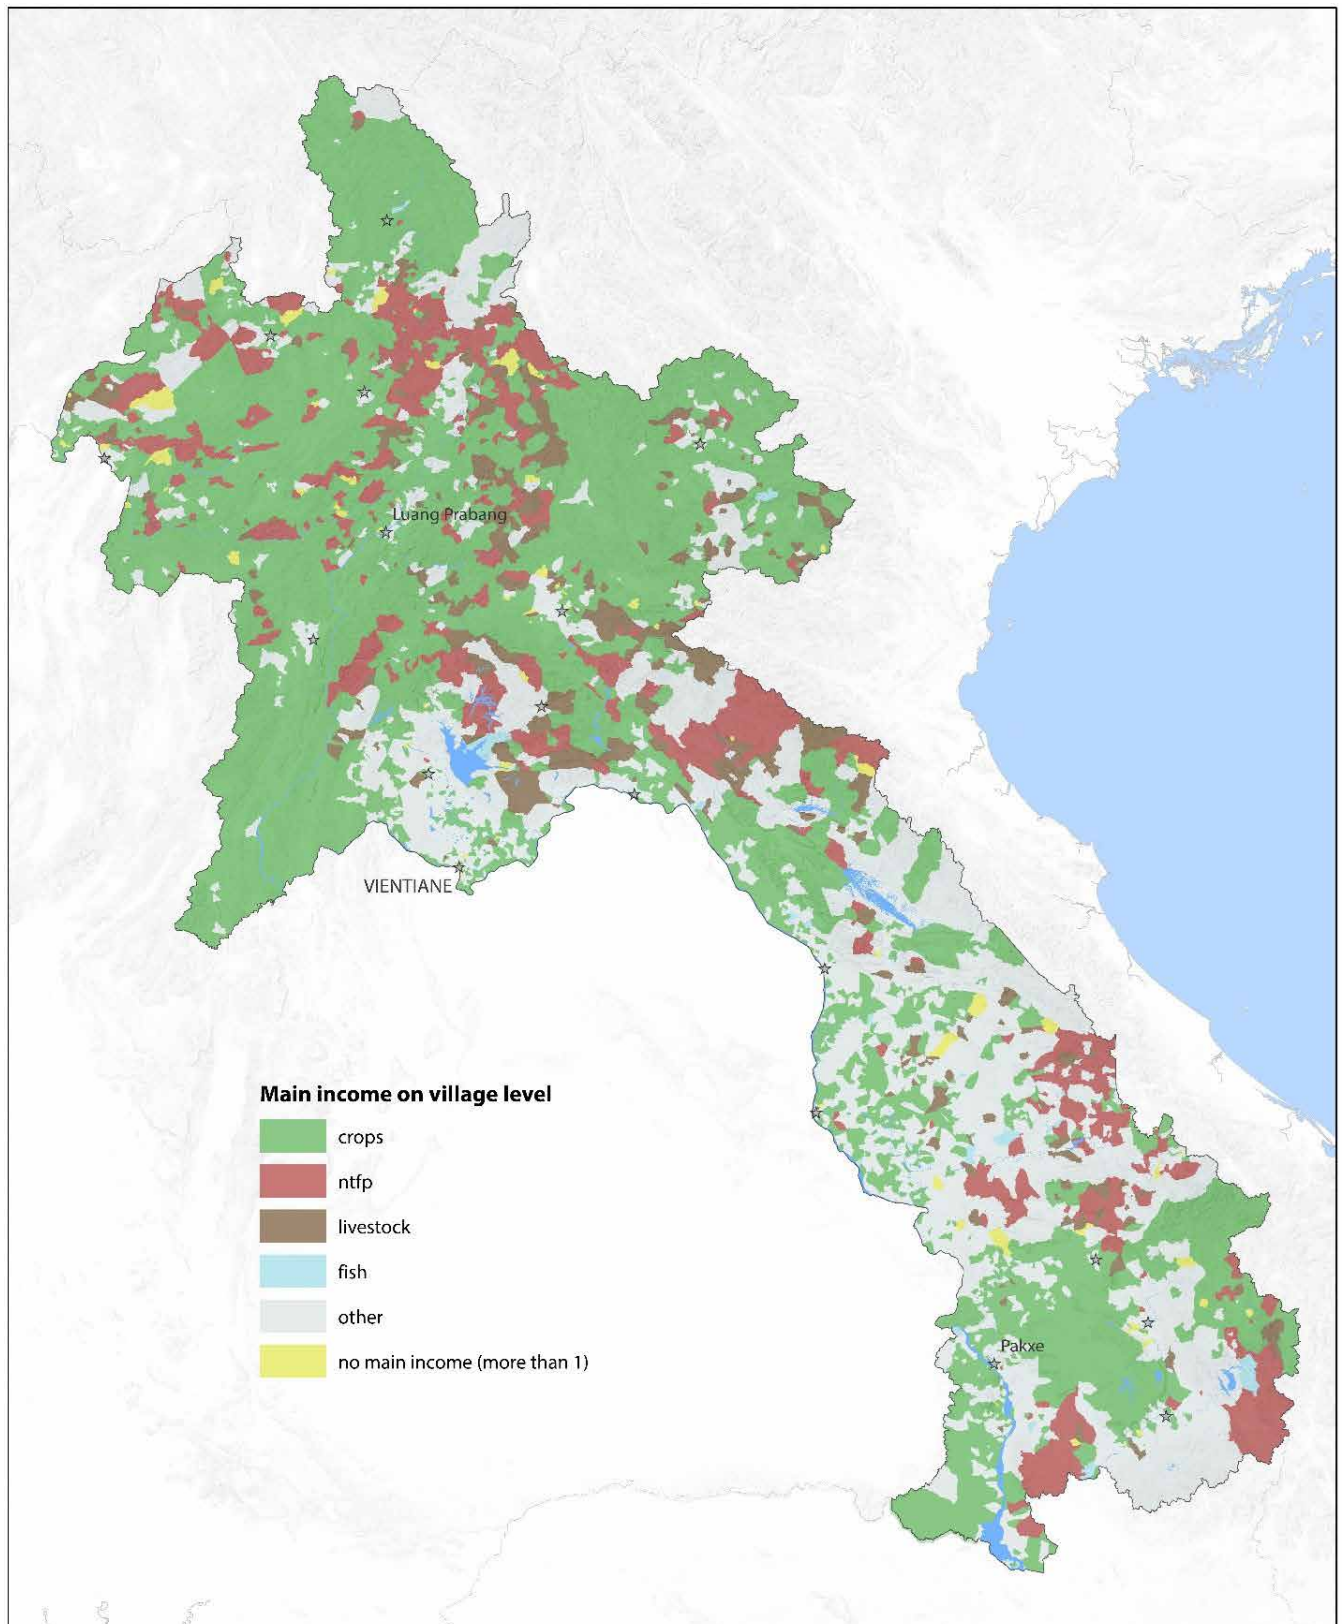 Luang Prabang
VIENTIANE
Main income on village level
crops
ntfp
livestock
fish
other
no main income (more than 1)
Pakxe